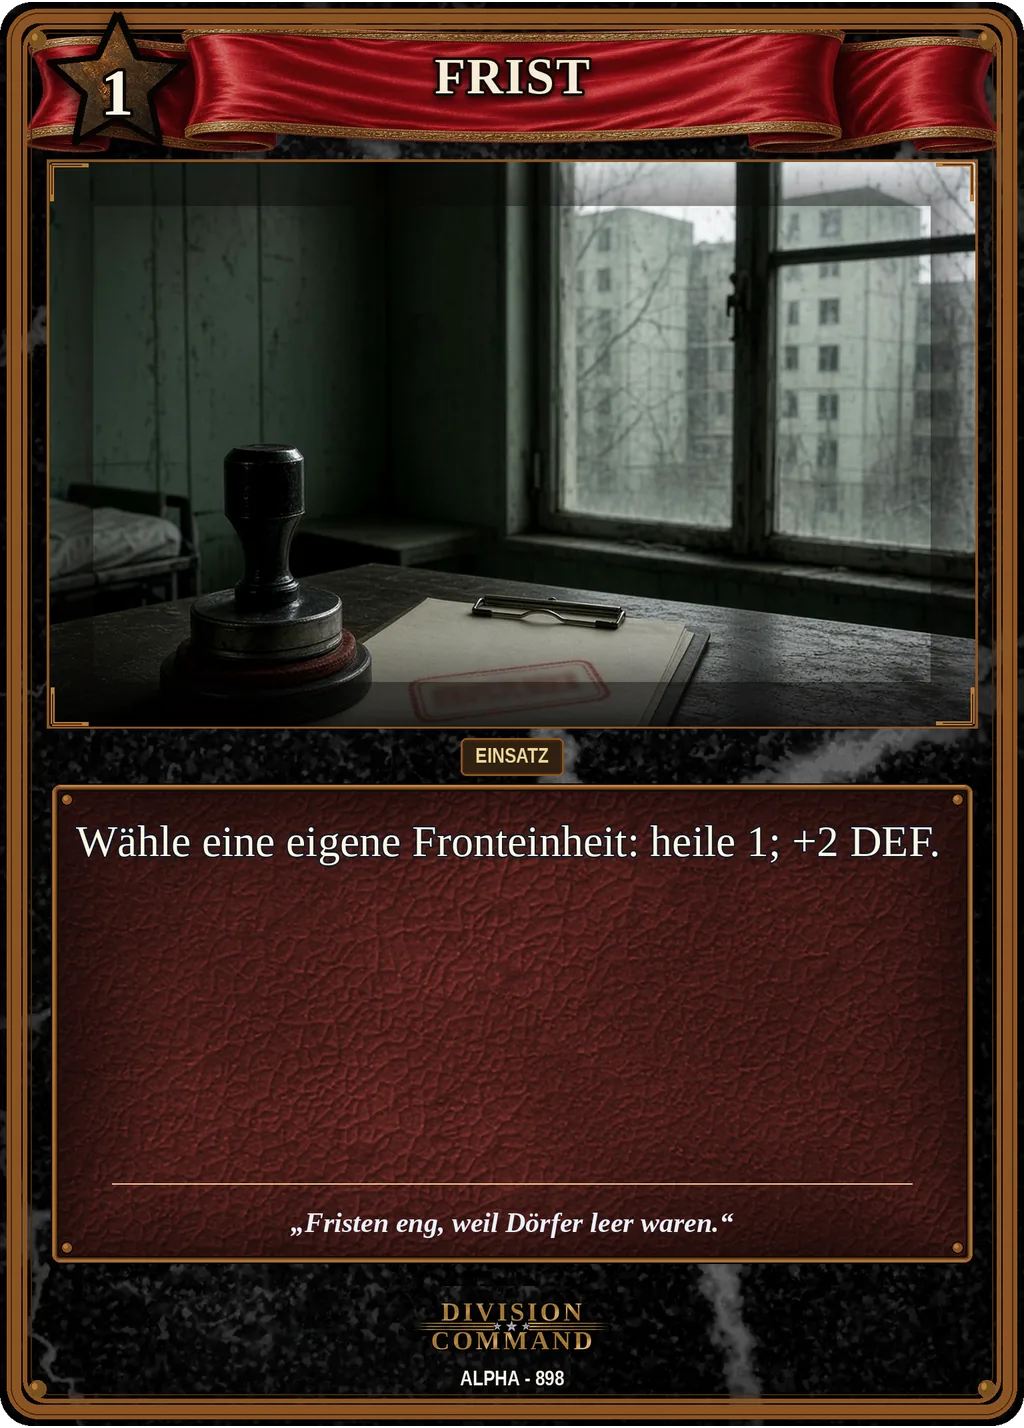 1
FRIST
EINSATZ
Wähle eine eigene Fronteinheit: heile 1; +2 DEF.
„Fristen eng, weil Dörfer leer waren.“
DIVISION
COMMAND
ALPHA - 898